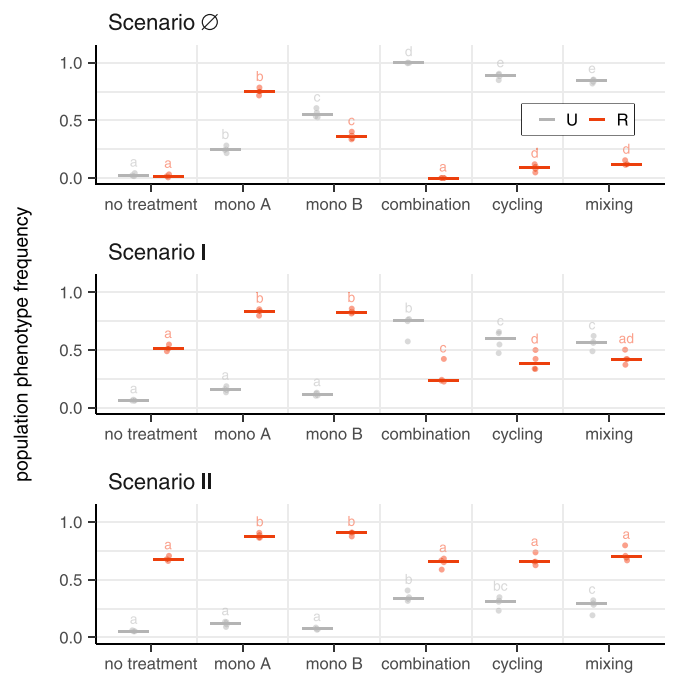 Scenario ∅
population phenotype frequency
1.0
0.5
0.0
a a b b c c d a e d e d
U R
no treatment mono A mono B combination cycling mixing
Scenario I
1.0
0.5
0.0
a a a b a b b c c d c ad
no treatment mono A mono B combination cycling mixing
Scenario II
1.0
0.5
0.0
a a a b a b b a bc a c a
no treatment mono A mono B combination cycling mixing